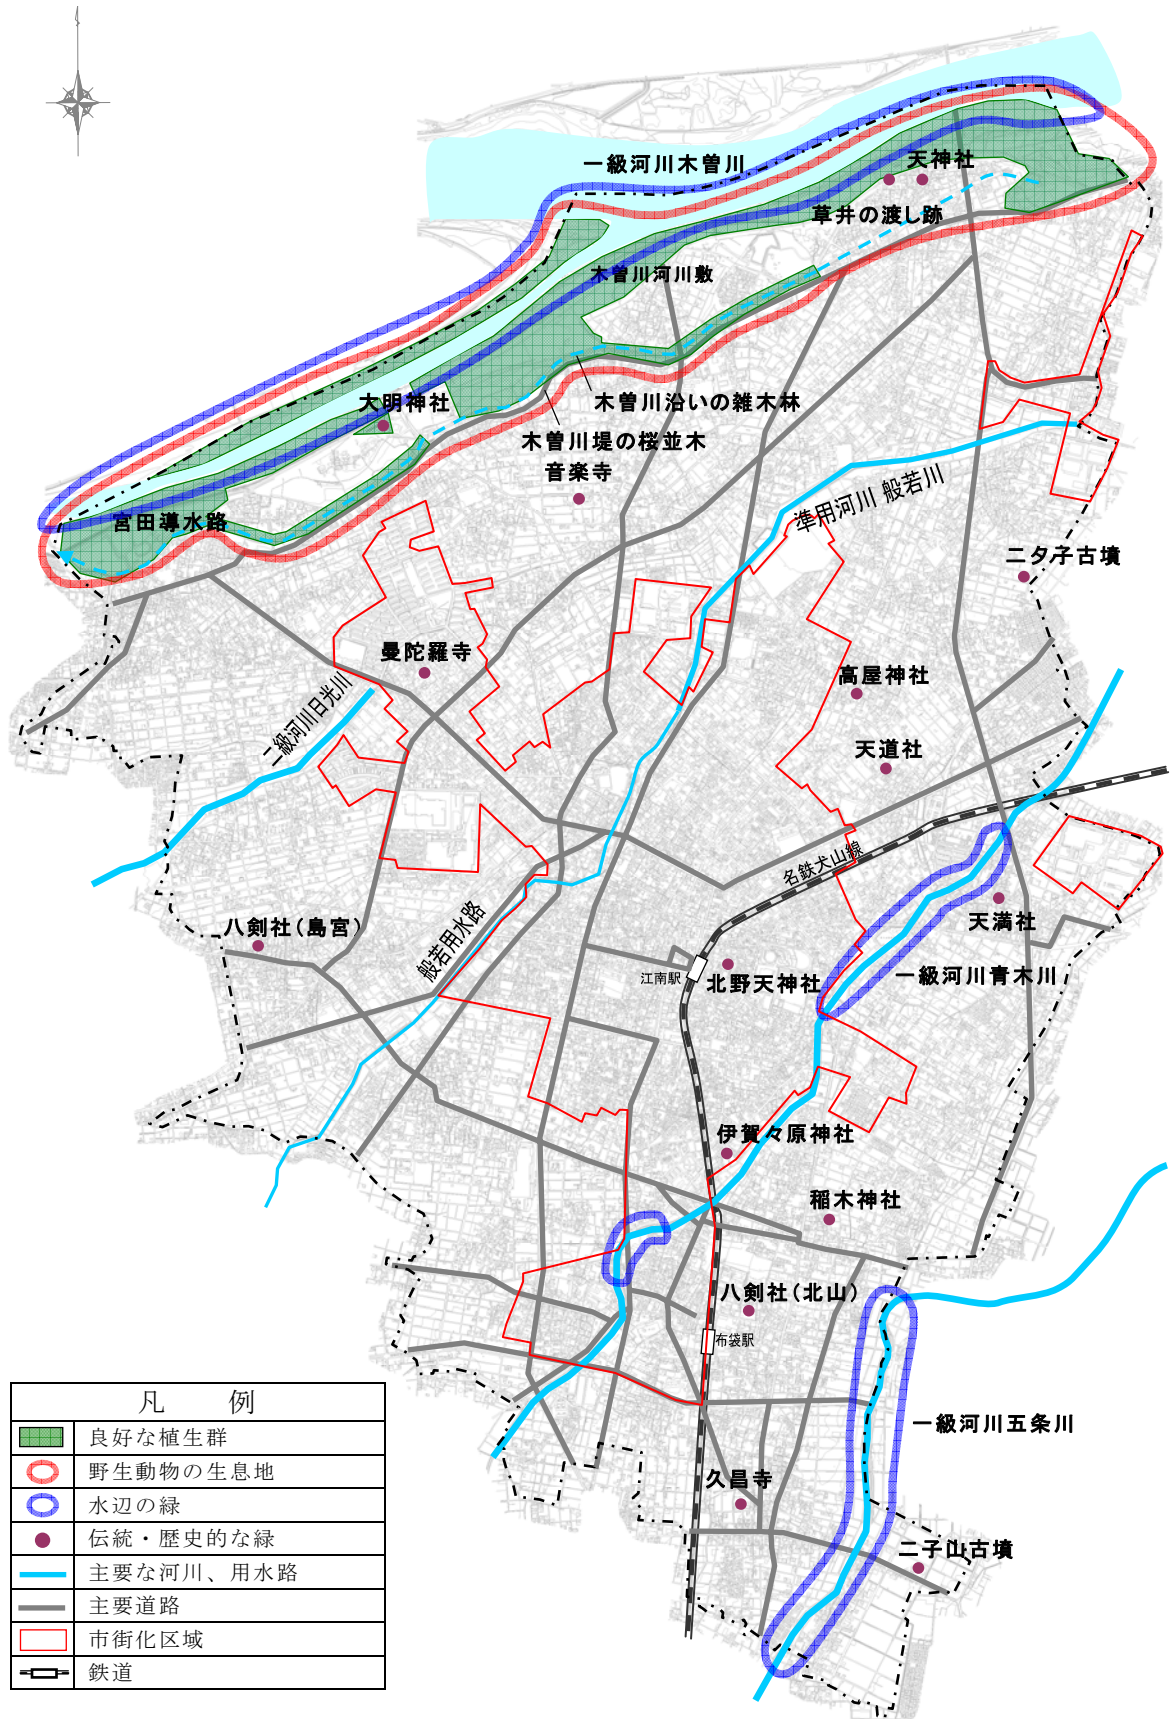 一級河川木曽川
天神社
草井の渡し跡
木曽川河川敷
大明神社
木曽川沿いの雑木林
木曽川堤の桜並木
音楽寺
宮田導水路
準用河川 般若川
二タ子古墳
曼陀羅寺
高屋神社
二級河川日光川
天道社
名鉄犬山線
天満社
八剣社(島宮)
般若用水路
江南駅
北野天神社
一級河川青木川
伊賀々原神社
稲木神社
八剣社(北山)
布袋駅
一級河川五条川
久昌寺
二子山古墳
凡 例
良好な植生群
野生動物の生息地
水辺の緑
伝統・歴史的な緑
主要な河川、用水路
主要道路
市街化区域
鉄道